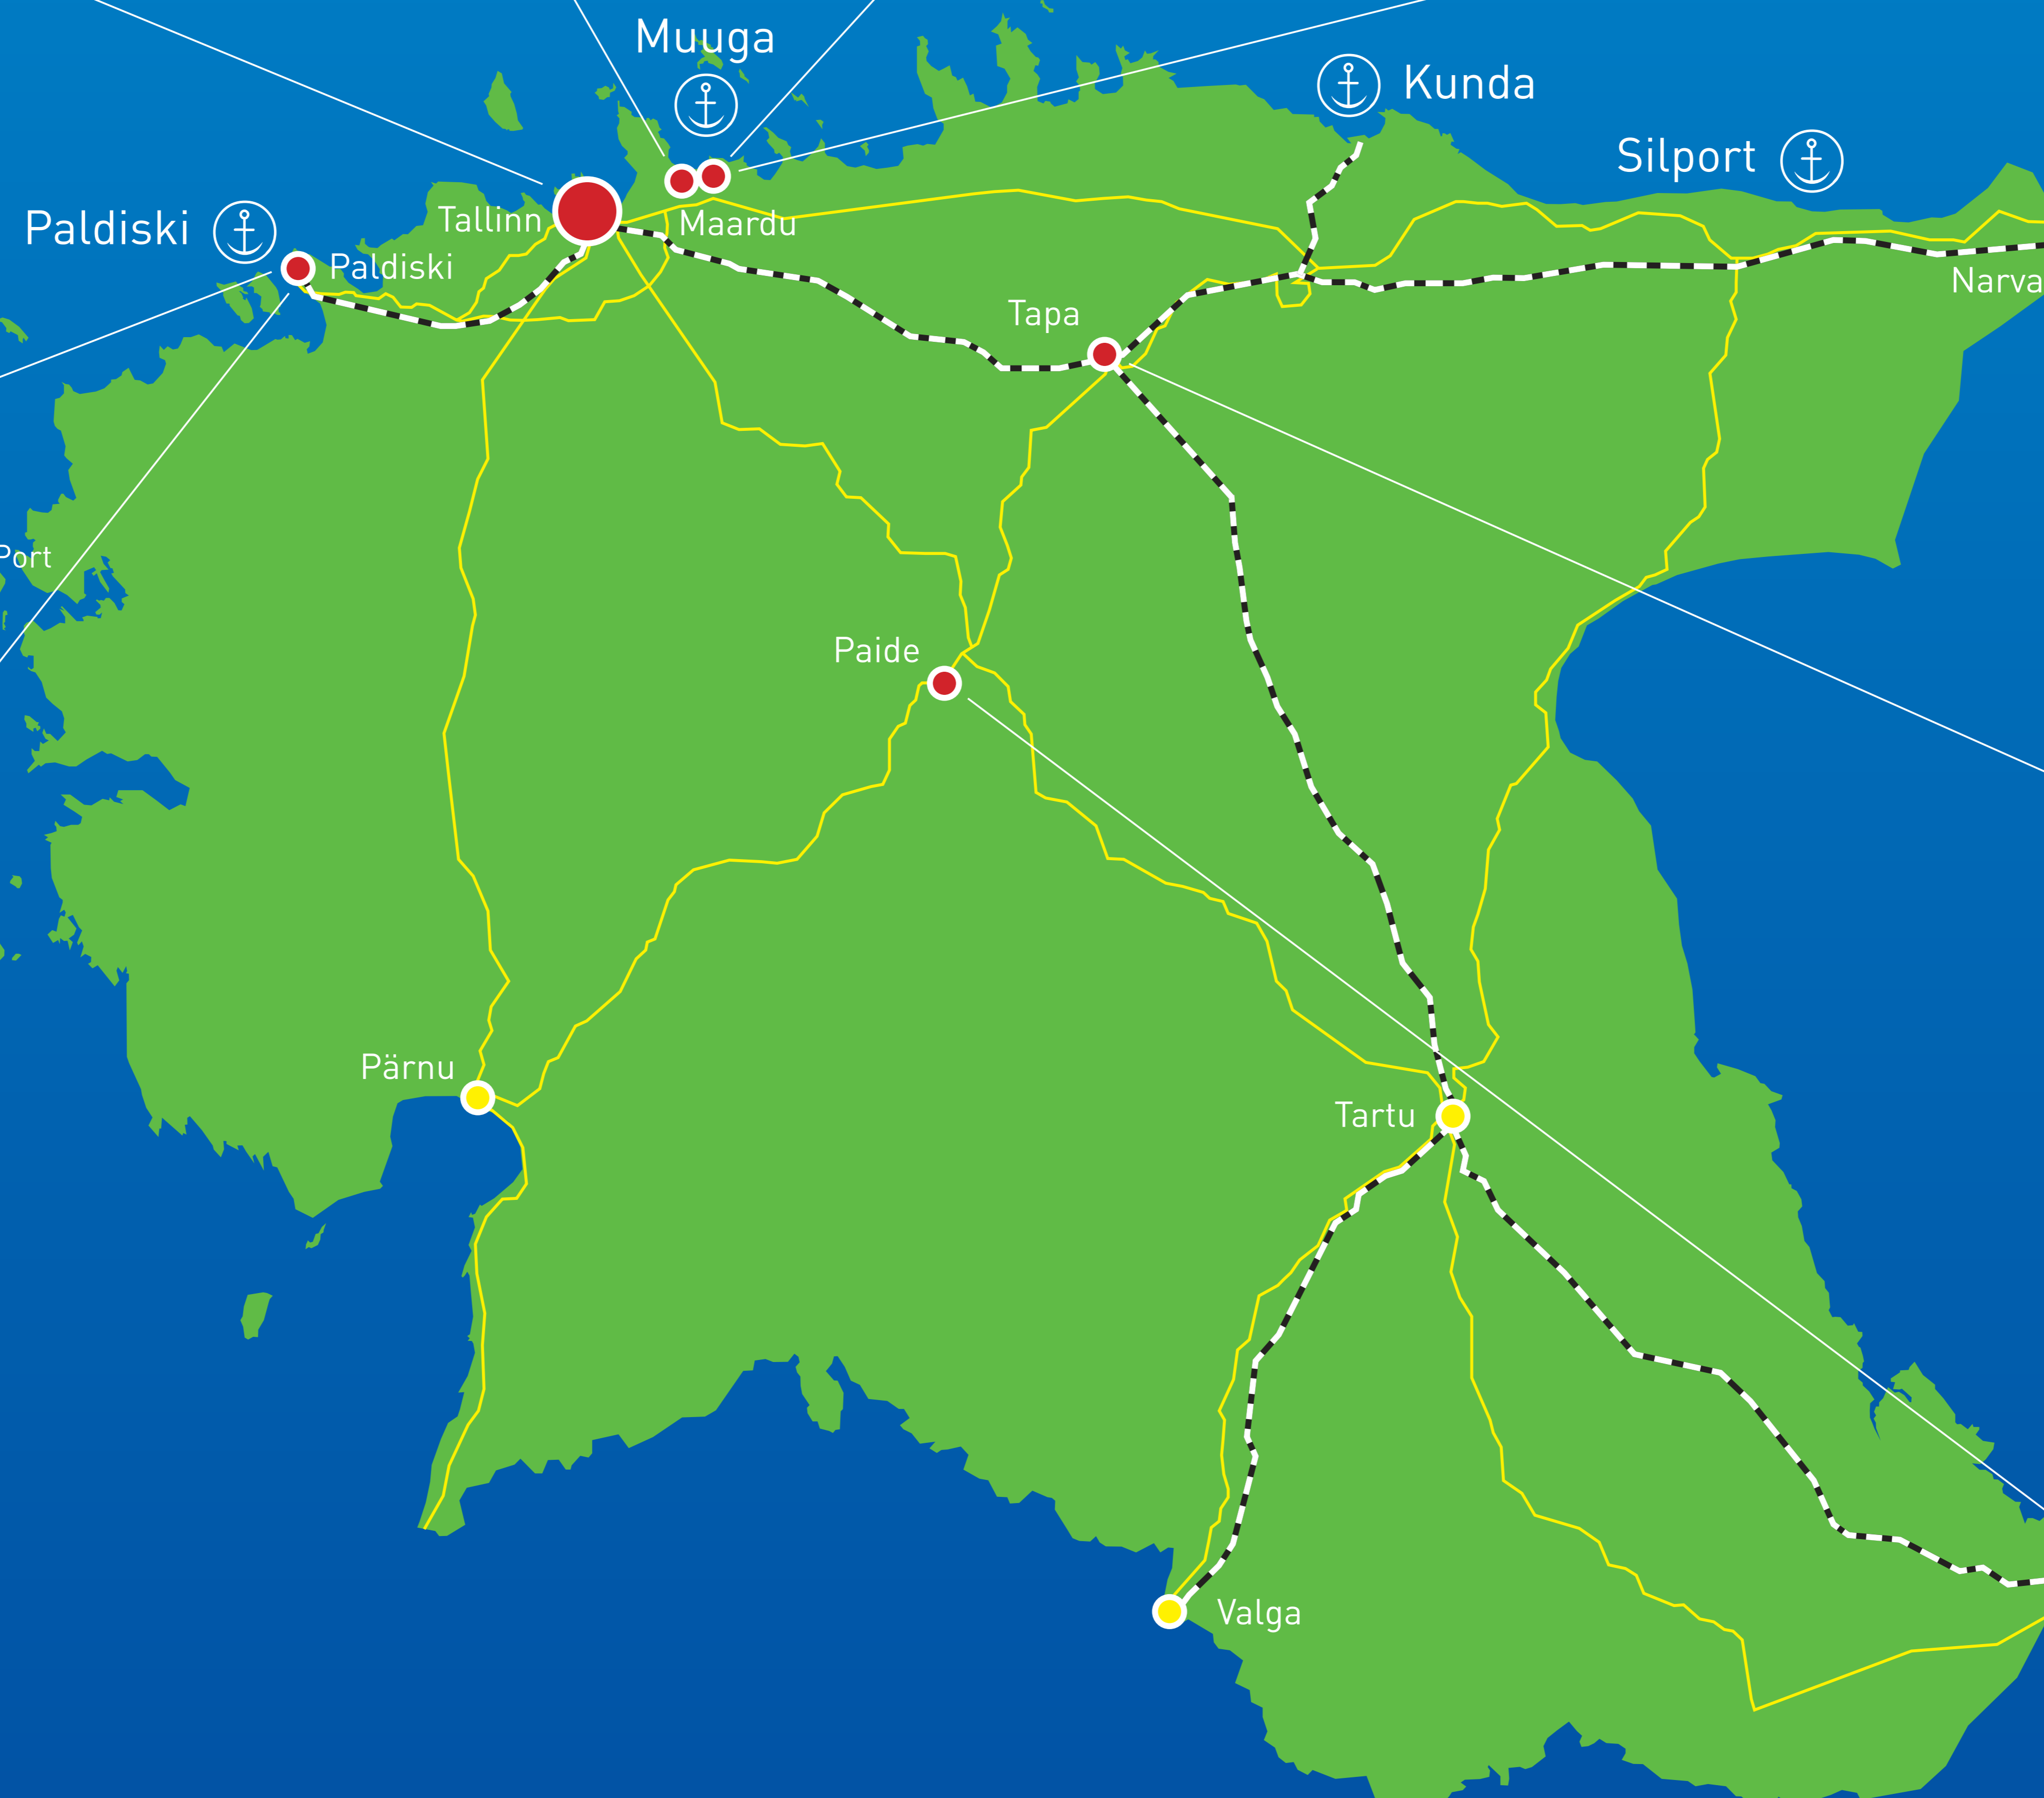 Muuga
Kunda
Silport
Paldiski
Tallinn
Maardu
Paldiski
Narva
Tapa
Port
Paide
Pärnu
Tartu
Valga